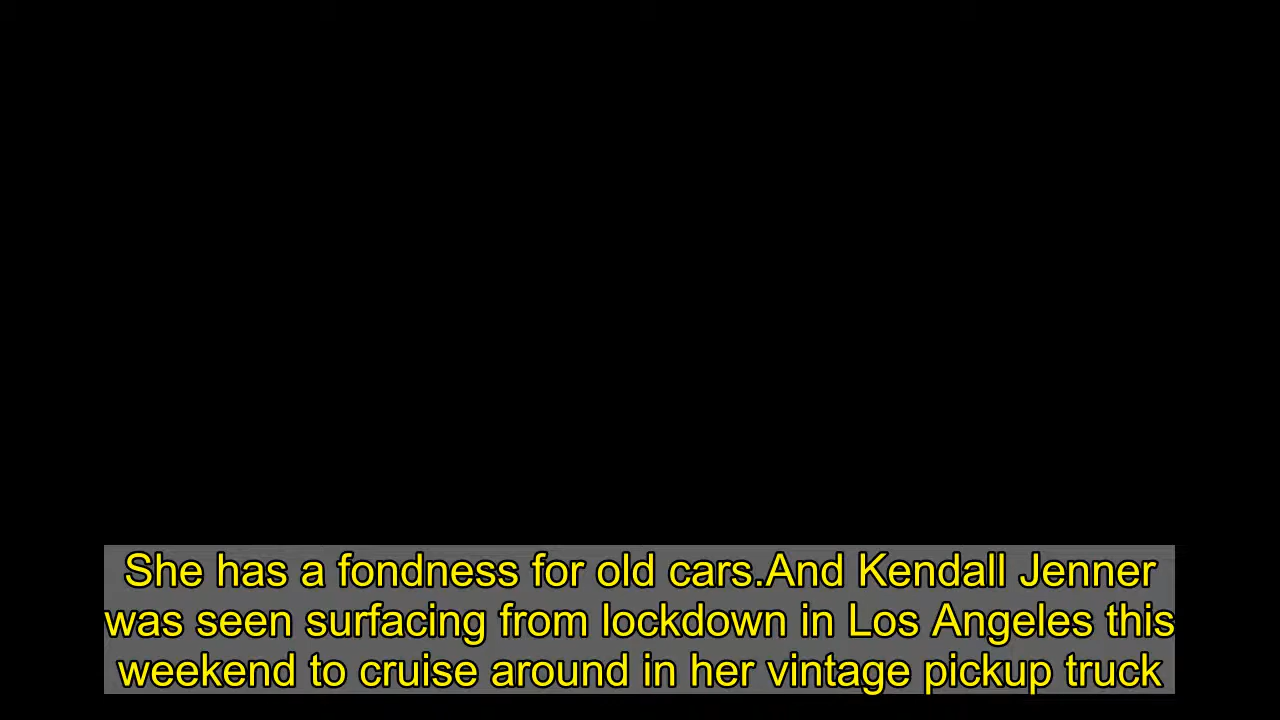 She has a fondness for old cars.And Kendall Jenner
was seen surfacing from lockdown in Los Angeles this
weekend to cruise around in her vintage pickup truck